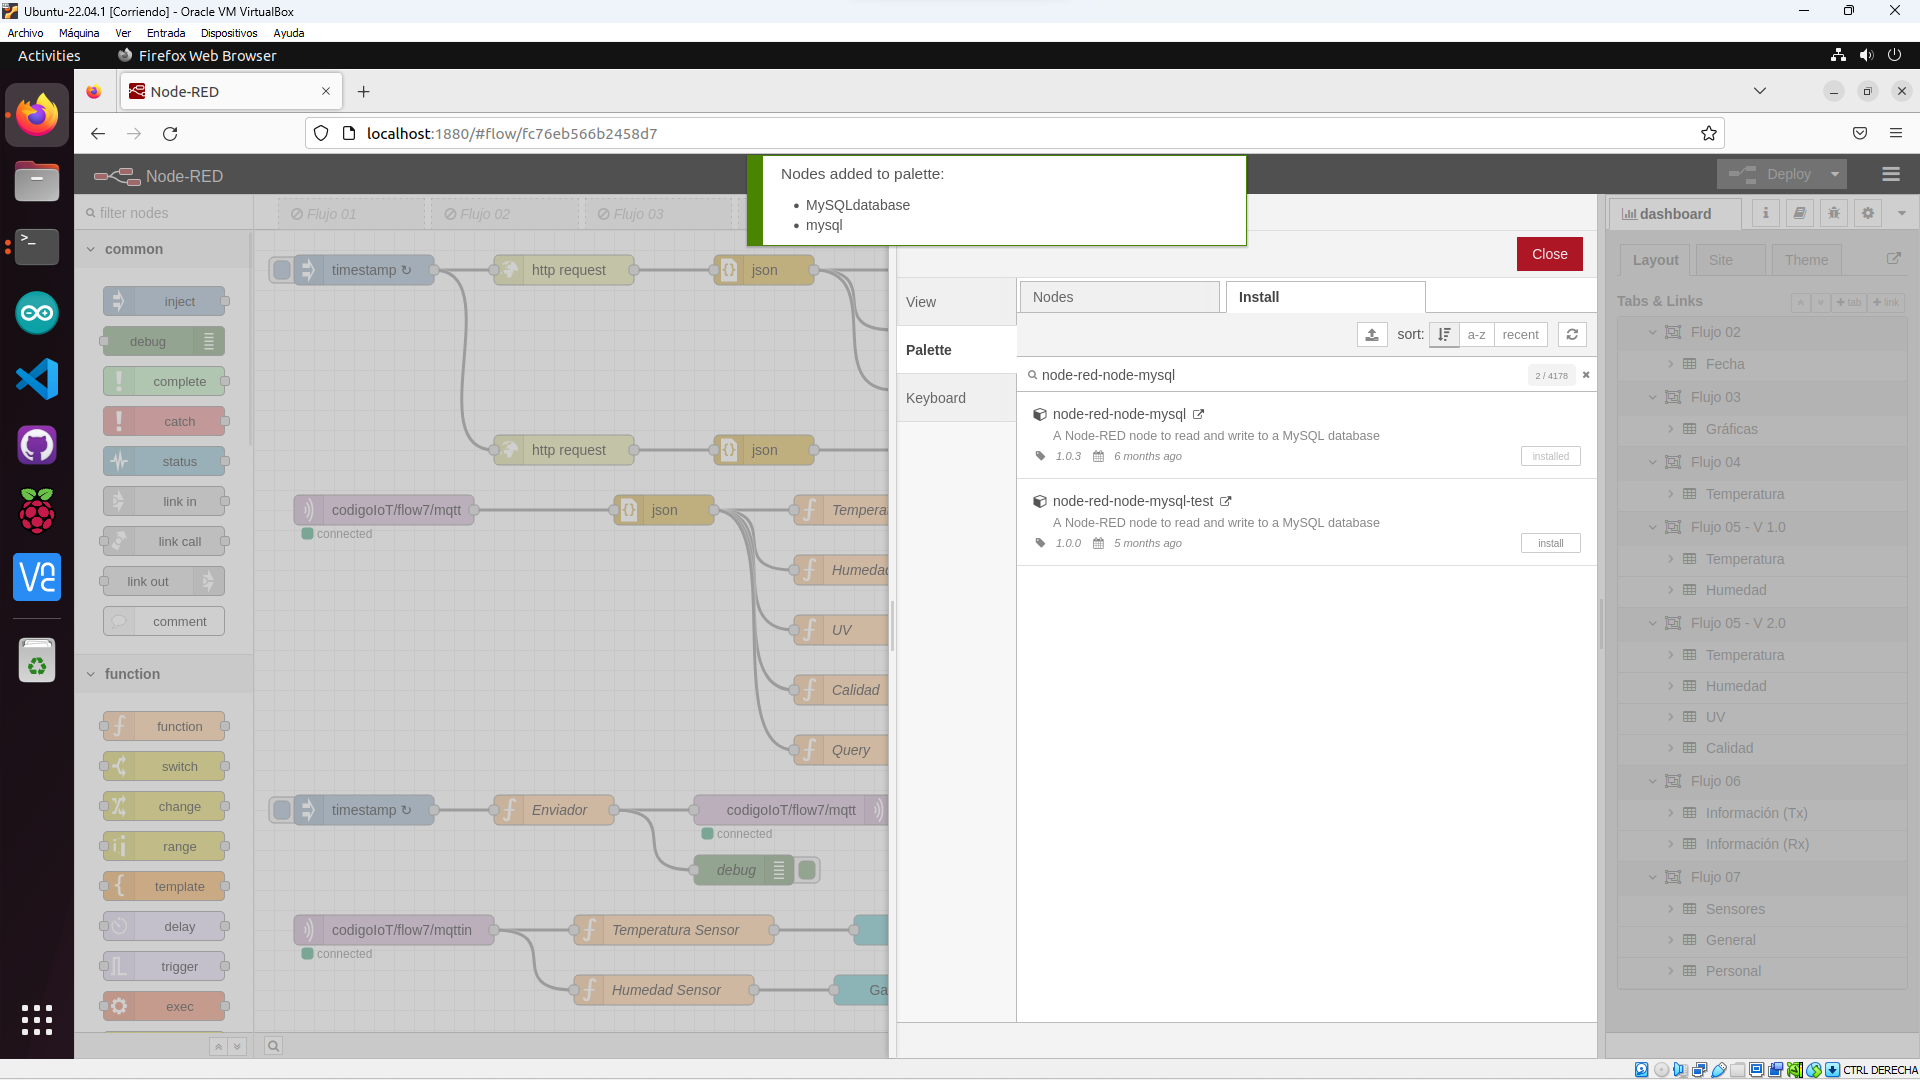 Ubuntu-22.04.1 [Corriendo] - Oracle VM VirtualBox
Archivo Máquina Ver Entrada Dispositivos Ayuda
Activities Firefox Web Browser
Node-RED
localhost:1880/#flow/fc76eb566b2458d7
Node-RED
Deploy
Nodes added to palette:
MySQLdatabase
mysql
filter nodes
Flujo 01
Flujo 02
Flujo 03
common
inject
debug
complete
catch
status
link in
link call
link out
comment
function
function
switch
change
range
template
delay
trigger
exec
timestamp ↻
http request
json
http request
json
codigoIoT/flow7/mqtt
connected
json
Tempera
Humedad
UV
Calidad
Query
timestamp ↻
Enviador
codigoIoT/flow7/mqtt
connected
debug
codigoIoT/flow7/mqttin
connected
Temperatura Sensor
Humedad Sensor
Ga
Close
View
Palette
Keyboard
Nodes
Install
sort: a-z recent
node-red-node-mysql
2 / 4178
node-red-node-mysql
A Node-RED node to read and write to a MySQL database
1.0.3 6 months ago
installed
node-red-node-mysql-test
A Node-RED node to read and write to a MySQL database
1.0.0 5 months ago
install
dashboard
Layout
Site
Theme
Tabs & Links
+ tab
+ link
Flujo 02
Fecha
Flujo 03
Gráficas
Flujo 04
Temperatura
Flujo 05 - V 1.0
Temperatura
Humedad
Flujo 05 - V 2.0
Temperatura
Humedad
UV
Calidad
Flujo 06
Información (Tx)
Información (Rx)
Flujo 07
Sensores
General
Personal
CTRL DERECHA